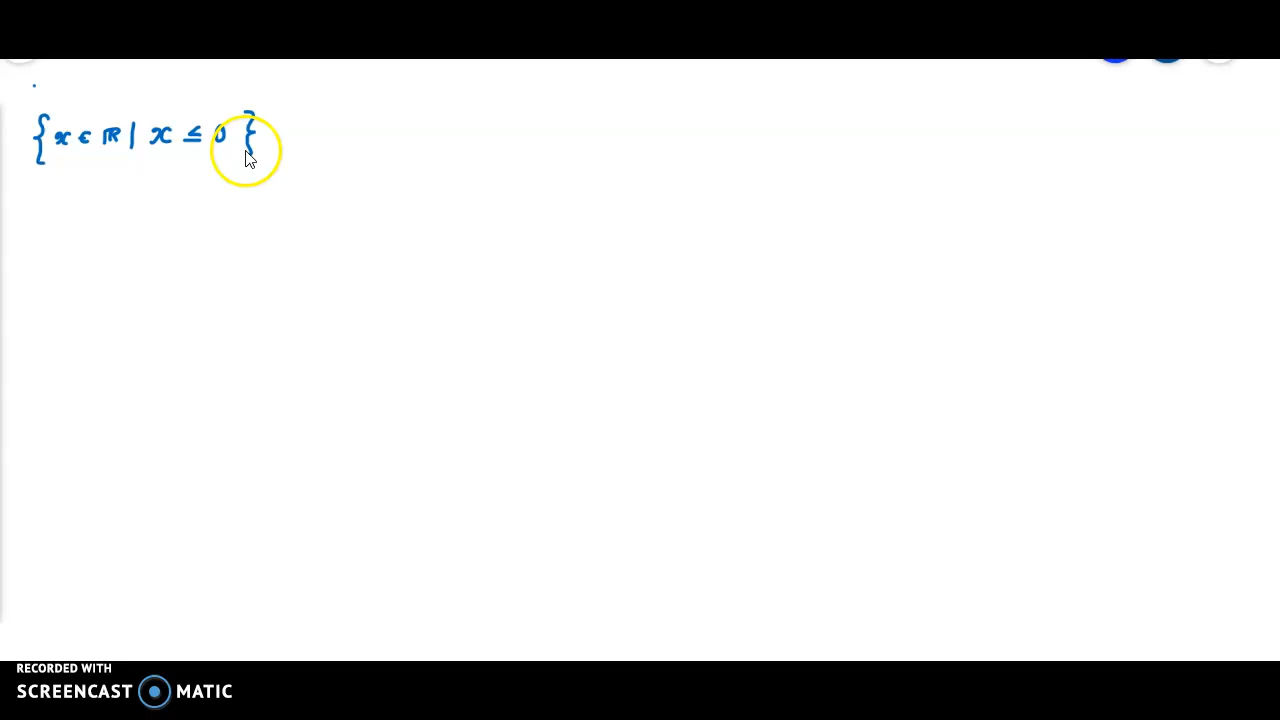 {x ∈ ℝ | x ≤ 0}
RECORDED WITH
SCREENCAST MATIC